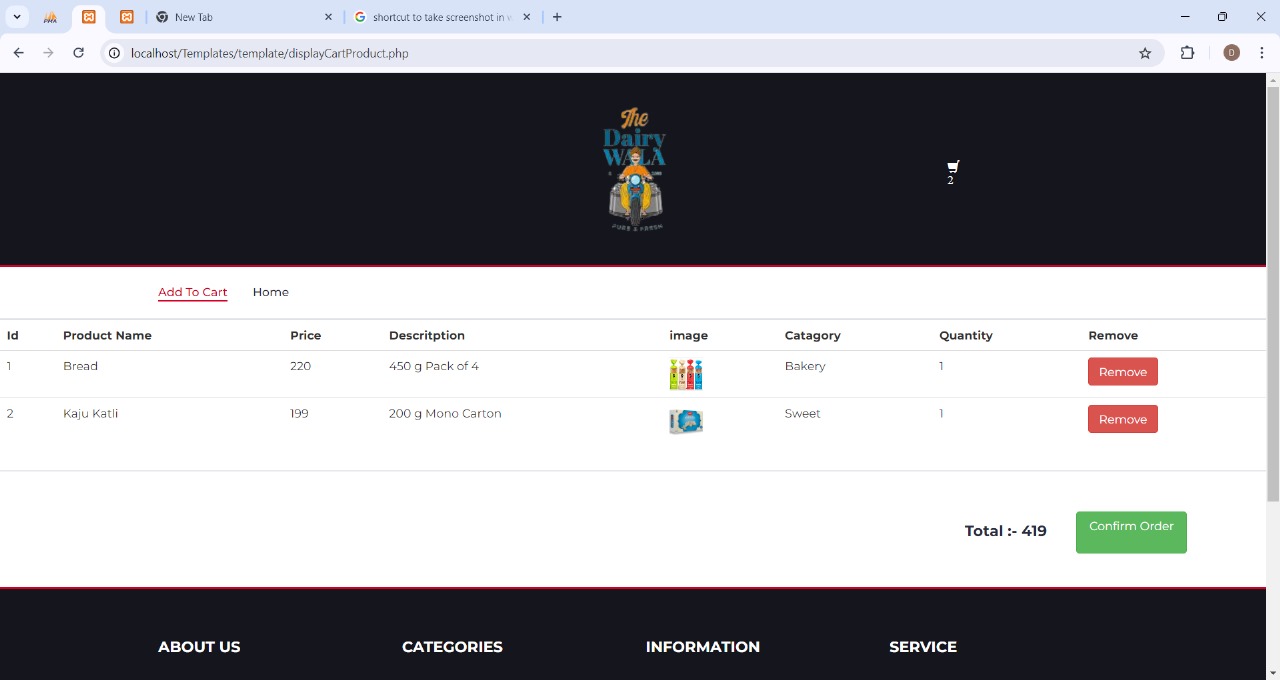 New Tab
shortcut to take screenshot in w
localhost/Templates/template/displayCartProduct.php
D
The
Dairy
WALA
PURE & FRESH
2
Add To Cart Home
Id Product Name Price Descritption image Catagory Quantity Remove
1 Bread 220 450 g Pack of 4 Bakery 1 Remove
2 Kaju Katli 199 200 g Mono Carton Sweet 1 Remove
Total :- 419 Confirm Order
ABOUT US CATEGORIES INFORMATION SERVICE